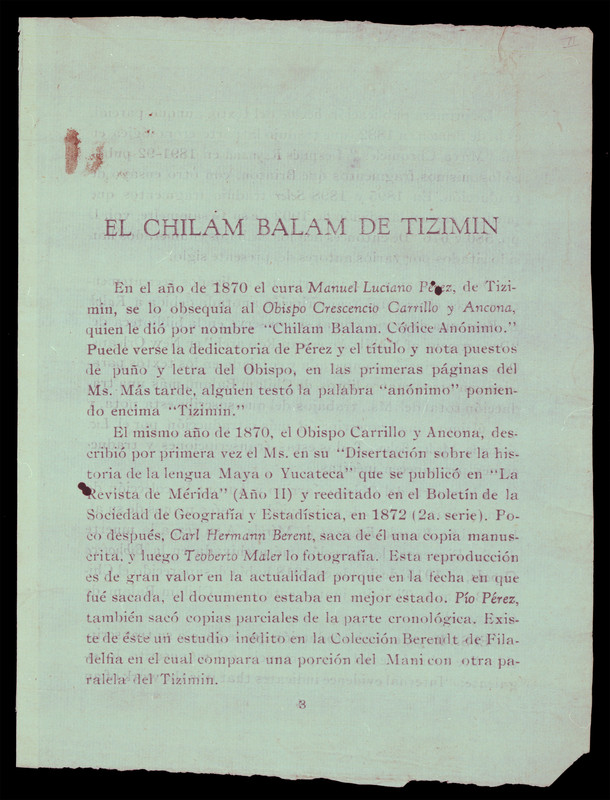 EL CHILAM BALAM DE TIZIMIN
En el año de 1870 el cura Manuel Luciano Pérez, de Tizi-
min, se lo obsequia al Obispo Crescencio Carrillo y Ancona,
quien le dió por nombre “Chilam Balam. Códice Anónimo.”
Puede verse la dedicatoria de Pérez y el título y nota puestos
de puño y letra del Obispo, en las primeras páginas del
Ms. Más tarde, alguien testó la palabra “anónimo” ponien-
do encima “Tizimin.”
El mismo año de 1870, el Obispo Carrillo y Ancona, des-
cribió por primera vez el Ms. en su “Disertación sobre la his-
toria de la lengua Maya o Yucateca” que se publicó en “La
Revista de Mérida” (Año II) y reeditado en el Boletín de la
Sociedad de Geografía y Estadística, en 1872 (2a. serie). Po-
co después, Carl Hermann Berent, saca de él una copia manus-
crita, y luego Teoberto Maler lo fotografía. Esta reproducción
es de gran valor en la actualidad porque en la fecha en que
fué sacada, el documento estaba en mejor estado. Pío Pérez,
también sacó copias parciales de la parte cronológica. Exis-
te de éste un estudio inédito en la Colección Berendt de Fila-
delfia en el cual compara una porción del Mani con otra pa-
ralela del Tizimin.
3